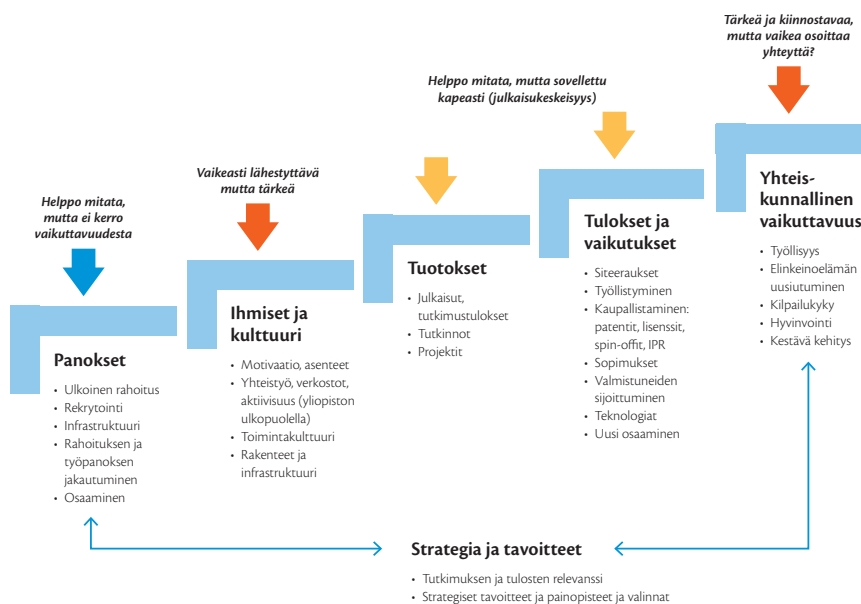 Helppo mitata,
mutta ei kerro
vaikuttavuudesta
Panokset
• Ulkoinen rahoitus
• Rekrytointi
• Infrastruktuuri
• Rahoituksen ja
työpanoksen
jakautuminen
• Osaaminen
Vaikeasti lähestyttävä
mutta tärkeä
Ihmiset ja
kulttuuri
• Motivaatio, asenteet
• Yhteistyö, verkostot,
aktiivisuus (yliopiston
ulkopuolella)
• Toimintakulttuuri
• Rakenteet ja
infrastruktuuri
Helppo mitata, mutta sovellettu
kapeasti (julkaisukeskeisyys)
Tuotokset
• Julkaisut,
tutkimustulokset
• Tutkinnot
• Projektit
Tulokset ja
vaikutukset
• Siteeraukset
• Työllistyminen
• Kaupallistaminen:
patentit, lisenssit,
spin-offit, IPR
• Sopimukset
• Valmistuneiden
sijoittuminen
• Teknologiat
• Uusi osaaminen
Tärkeä ja kiinnostavaa,
mutta vaikea osoittaa
yhteyttä?
Yhteis-
kunnallinen
vaikuttavuus
• Työllisyys
• Elinkeinoelämän
uusiutuminen
• Kilpailukyky
• Hyvinvointi
• Kestävä kehitys
Strategia ja tavoitteet
• Tutkimuksen ja tulosten relevanssi
• Strategiset tavoitteet ja painopisteet ja valinnat